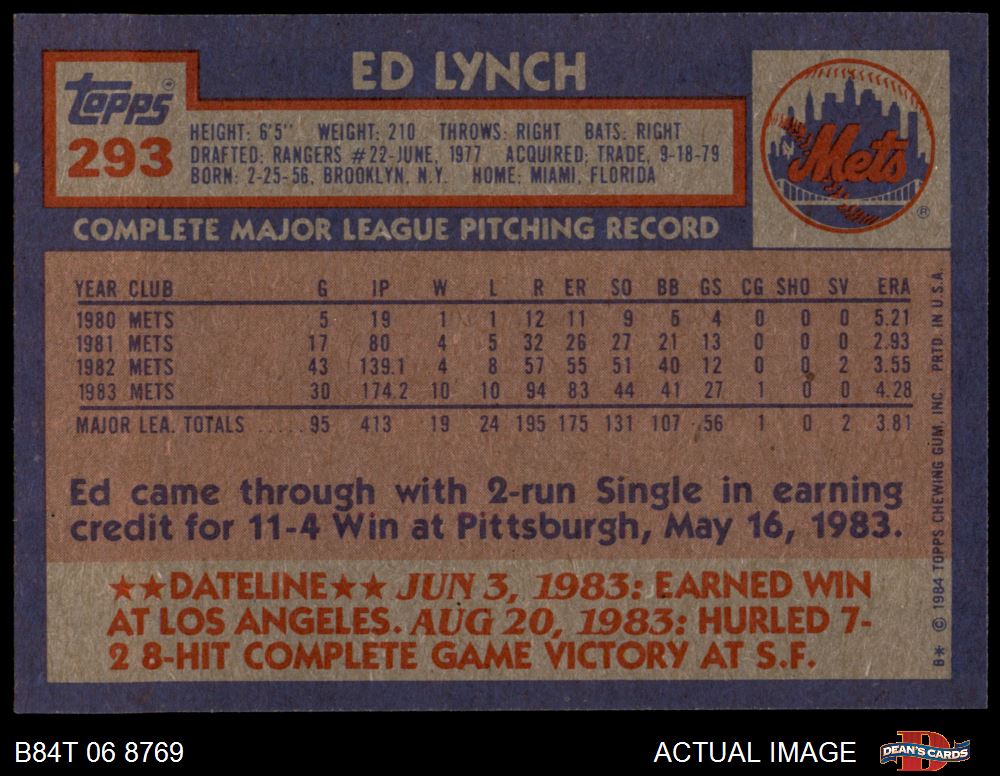 ED LYNCH
Topps
293
HEIGHT: 6'5" WEIGHT: 210 THROWS: RIGHT BATS: RIGHT
DRAFTED: RANGERS #22-JUNE, 1977 ACQUIRED: TRADE, 9-18-79
BORN: 2-25-56, BROOKLYN, N.Y. HOME: MIAMI, FLORIDA
Mets
®
COMPLETE MAJOR LEAGUE PITCHING RECORD
YEAR CLUB G IP W L R ER SO BB GS CG SHO SV ERA
1980 METS 5 19 1 1 12 11 9 5 4 0 0 0 5.21
1981 METS 17 80 4 5 32 26 27 21 13 0 0 0 2.93
1982 METS 43 139.1 4 8 57 55 51 40 12 0 0 2 3.55
1983 METS 30 174.2 10 10 94 83 44 41 27 1 0 0 4.28
MAJOR LEA. TOTALS ..... 95 413 19 24 195 175 131 107 56 1 0 2 3.81
Ed came through with 2-run Single in earning
credit for 11-4 Win at Pittsburgh, May 16, 1983.
★★DATELINE★★ JUN 3, 1983: EARNED WIN
AT LOS ANGELES. AUG 20, 1983: HURLED 7-
2 8-HIT COMPLETE GAME VICTORY AT S.F.
B* © 1984 TOPPS CHEWING GUM, INC. PRTD. IN U.S.A.
B84T 06 8769
ACTUAL IMAGE
DEAN'S CARDS